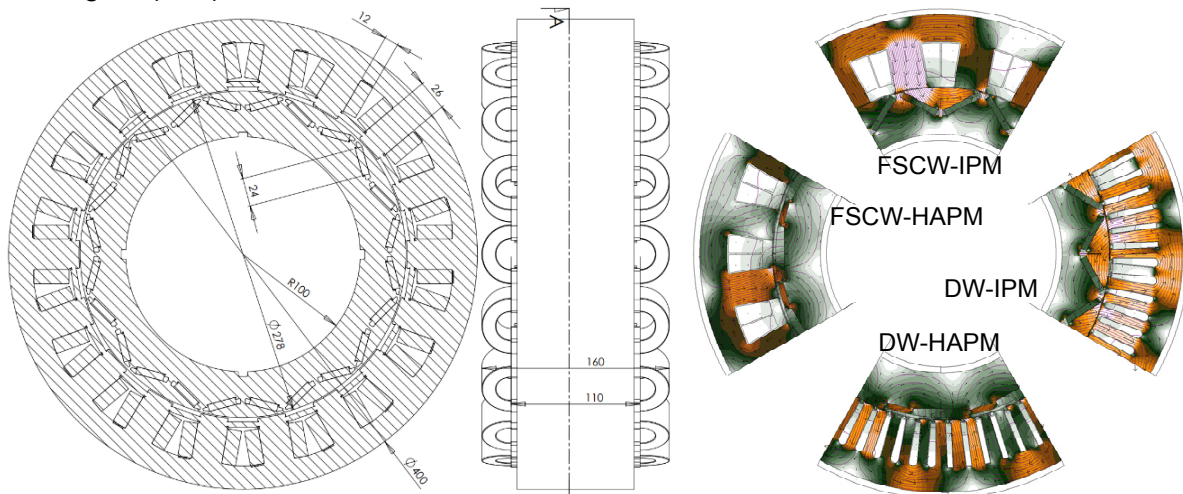 12
26
24
R100
Ø278
Ø400
A
160
110
FSCW-IPM
FSCW-HAPM
DW-IPM
DW-HAPM